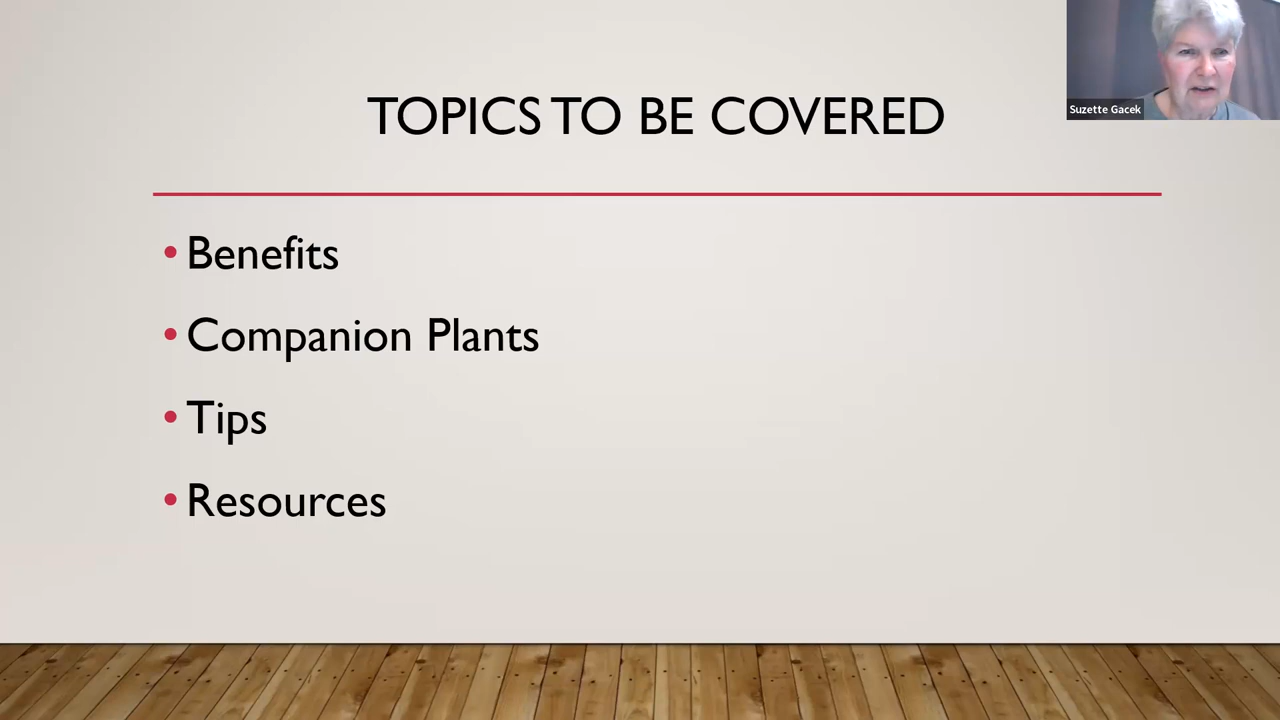 TOPICS TO BE COVERED
• Benefits
• Companion Plants
• Tips
• Resources
Suzette Gacek